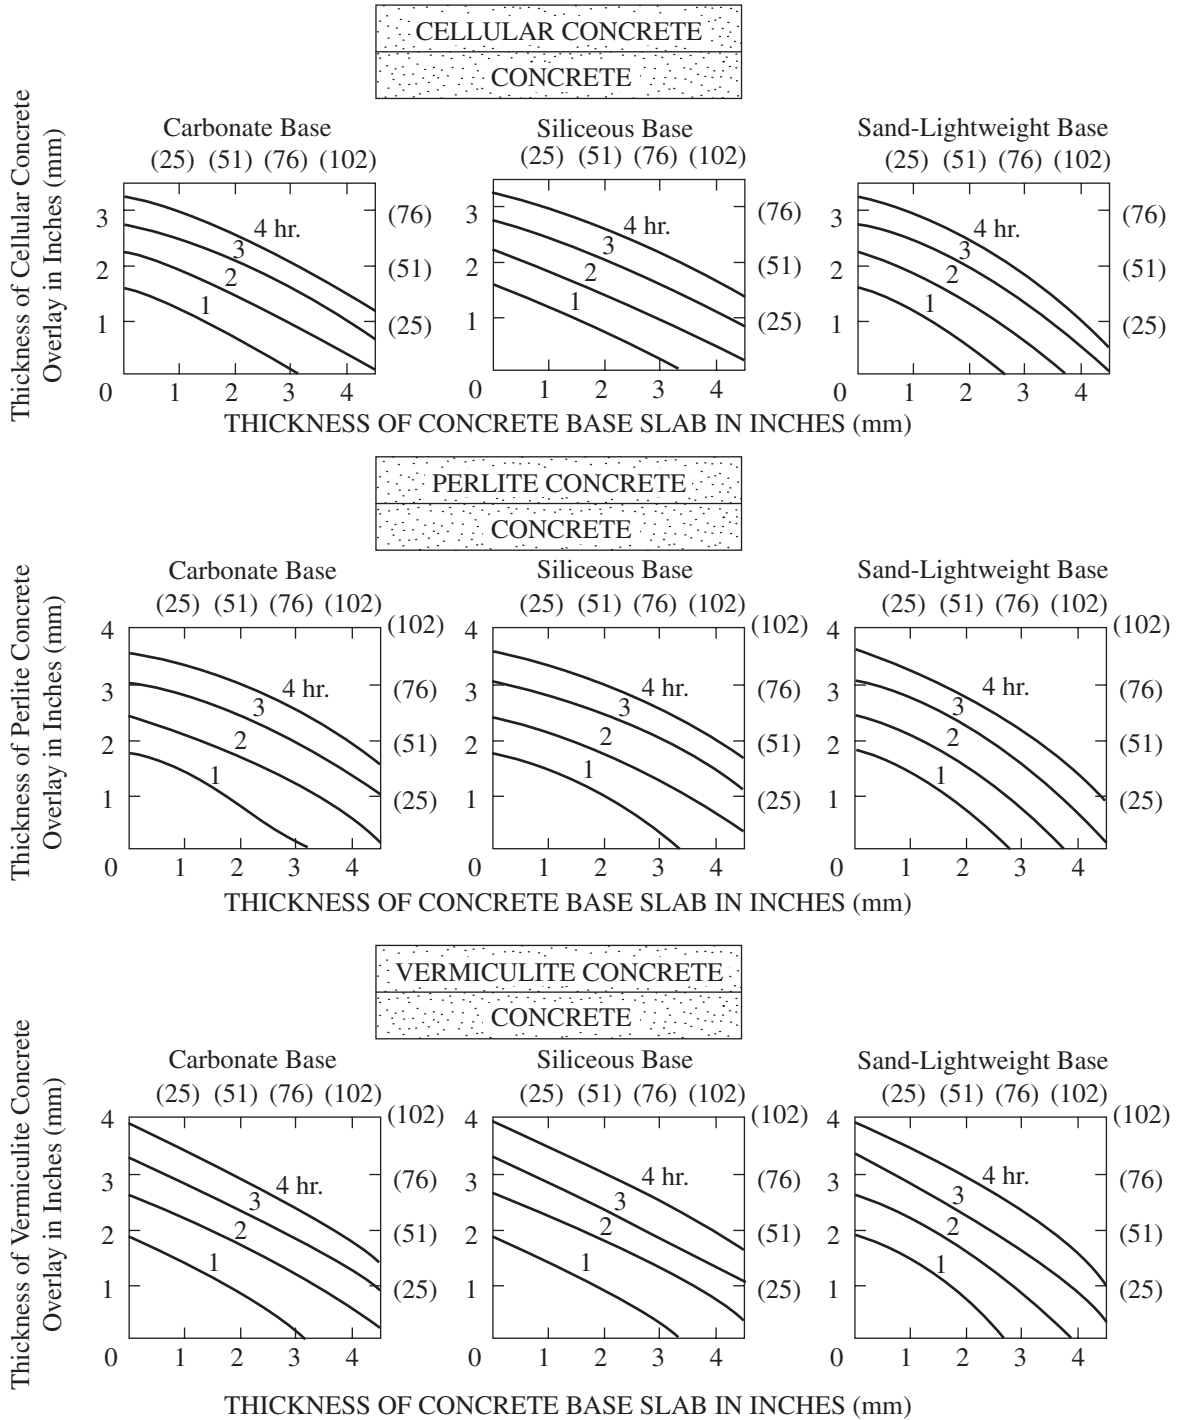 CELLULAR CONCRETE
CONCRETE
Thickness of Cellular Concrete
Overlay in Inches (mm)
Carbonate Base
(25) (51) (76) (102)
3
2
1
0
4 hr.
3
2
1
(76)
(51)
(25)
1 2 3 4
Siliceous Base
(25) (51) (76) (102)
3
2
1
0
4 hr.
3
2
1
(76)
(51)
(25)
1 2 3 4
Sand-Lightweight Base
(25) (51) (76) (102)
3
2
1
0
4 hr.
3
2
1
(76)
(51)
(25)
1 2 3 4
THICKNESS OF CONCRETE BASE SLAB IN INCHES (mm)
PERLITE CONCRETE
CONCRETE
Thickness of Perlite Concrete
Overlay in Inches (mm)
Carbonate Base
(25) (51) (76) (102)
4
3
2
1
0
4 hr.
3
2
1
(102)
(76)
(51)
(25)
1 2 3 4
Siliceous Base
(25) (51) (76) (102)
4
3
2
1
0
4 hr.
3
2
1
(102)
(76)
(51)
(25)
1 2 3 4
Sand-Lightweight Base
(25) (51) (76) (102)
4
3
2
1
0
4 hr.
3
2
1
(102)
(76)
(51)
(25)
1 2 3 4
THICKNESS OF CONCRETE BASE SLAB IN INCHES (mm)
VERMICULITE CONCRETE
CONCRETE
Thickness of Vermiculite Concrete
Overlay in Inches (mm)
Carbonate Base
(25) (51) (76) (102)
4
3
2
1
0
4 hr.
3
2
1
(102)
(76)
(51)
(25)
1 2 3 4
Siliceous Base
(25) (51) (76) (102)
4
3
2
1
0
4 hr.
3
2
1
(102)
(76)
(51)
(25)
1 2 3 4
Sand-Lightweight Base
(25) (51) (76) (102)
4
3
2
1
0
4 hr.
3
2
1
(102)
(76)
(51)
(25)
1 2 3 4
THICKNESS OF CONCRETE BASE SLAB IN INCHES (mm)